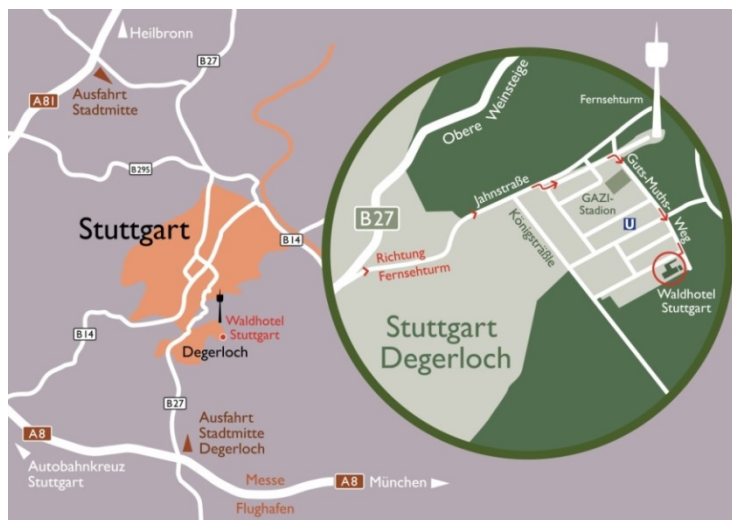 Heilbronn
B27
A81
Ausfahrt
Stadtmitte
B295
Stuttgart
B14
Waldhotel
Stuttgart
Degerloch
B14
B27
A8
Ausfahrt
Stadtmitte
Degerloch
Autobahnkreuz
Stuttgart
Messe
Flughafen
A8 München
Obere Weinsteige
Fernsehturm
Jahnstraße
Guts-Muths-
Weg
GAZI-
Stadion
B27
Königsträßle
U
Richtung
Fernsehturm
Waldhotel
Stuttgart
Stuttgart
Degerloch